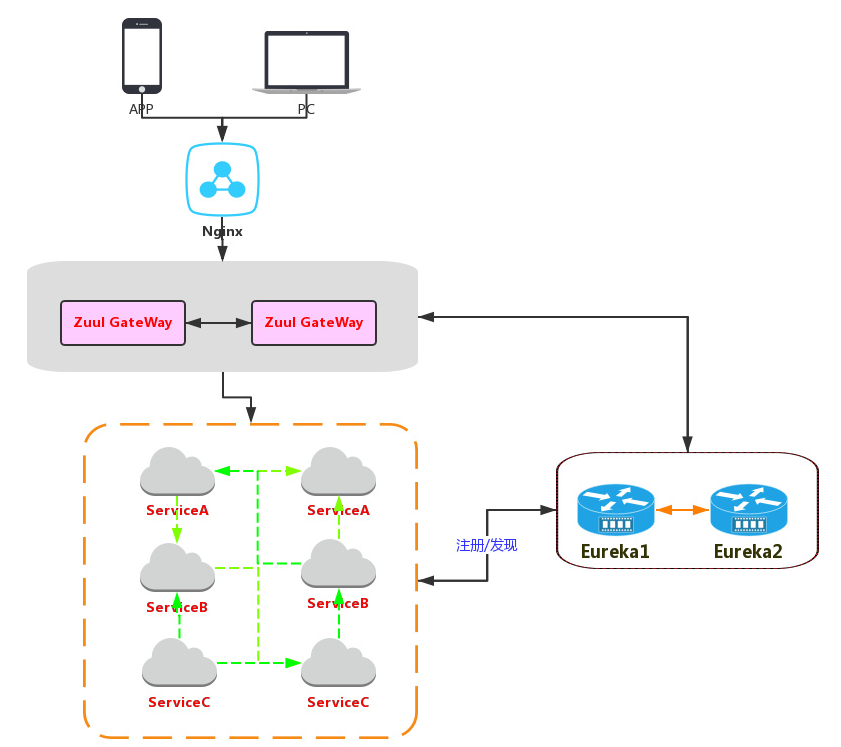 APP
PC
Nginx
Zuul GateWay
Zuul GateWay
ServiceA
ServiceA
注册/发现
Eureka1
Eureka2
ServiceB
ServiceB
ServiceC
ServiceC